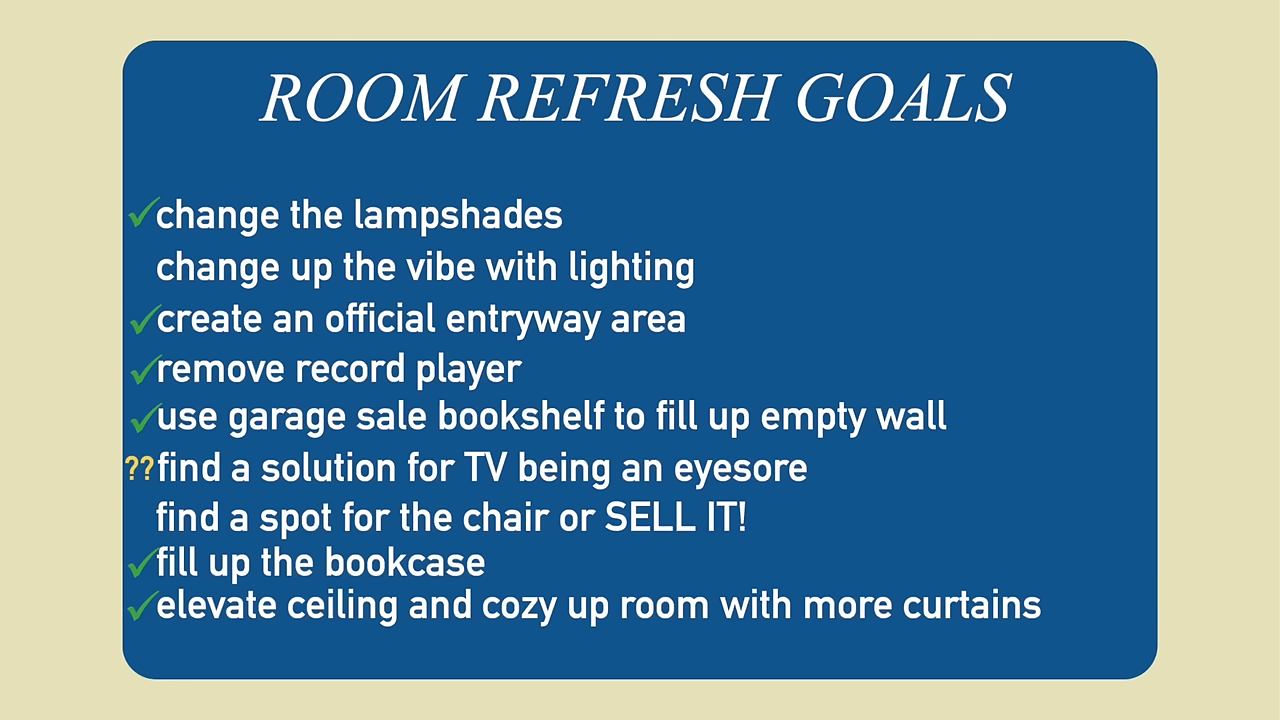 ROOM REFRESH GOALS
✓change the lampshades
change up the vibe with lighting
✓create an official entryway area
✓remove record player
✓use garage sale bookshelf to fill up empty wall
??find a solution for TV being an eyesore
find a spot for the chair or SELL IT!
✓fill up the bookcase
✓elevate ceiling and cozy up room with more curtains